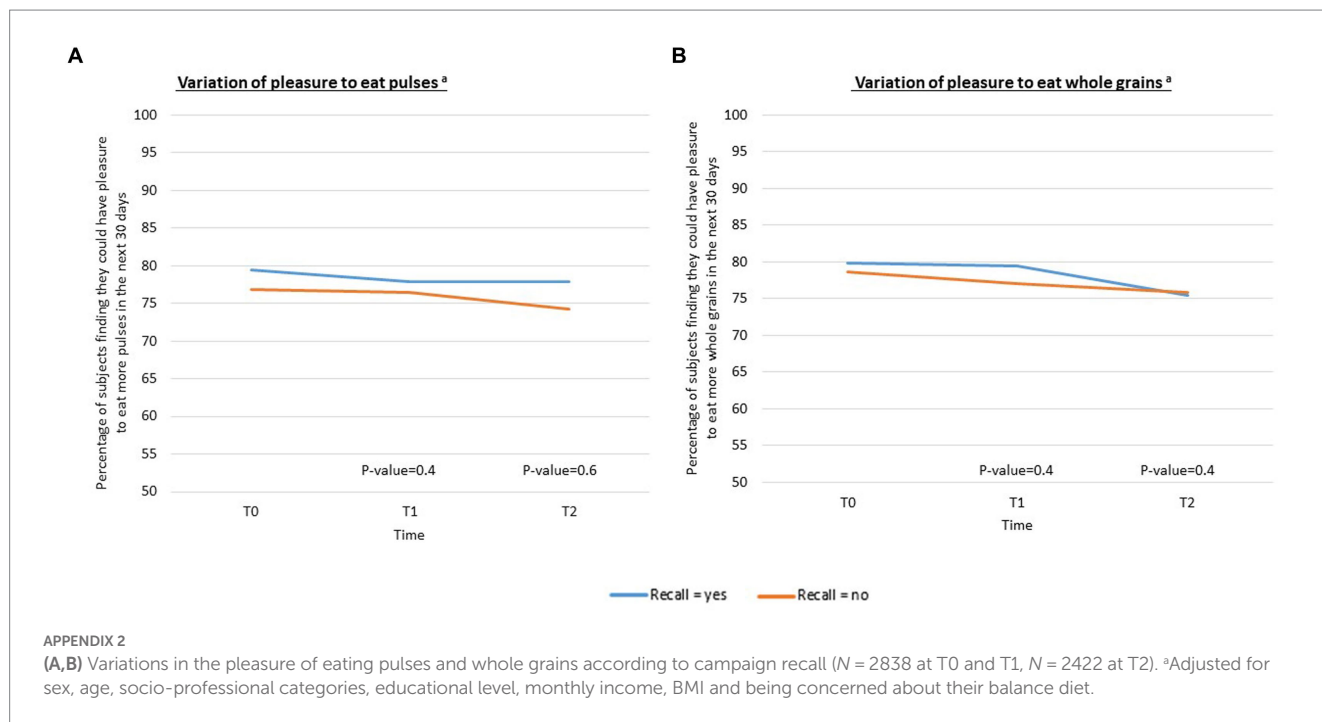 A
Variation of pleasure to eat pulses ᵃ
Percentage of subjects finding they could have pleasure
to eat more pulses in the next 30 days
100
95
90
85
80
75
70
65
60
55
50
P-value=0.4
P-value=0.6
T0
T1
T2
Time
B
Variation of pleasure to eat whole grains ᵃ
Percentage of subjects finding they could have pleasure
to eat more whole grains in the next 30 days
100
95
90
85
80
75
70
65
60
55
50
P-value=0.4
P-value=0.4
T0
T1
T2
Time
Recall = yes
Recall = no
APPENDIX 2
(A,B) Variations in the pleasure of eating pulses and whole grains according to campaign recall (N = 2838 at T0 and T1, N = 2422 at T2). ᵃAdjusted for
sex, age, socio-professional categories, educational level, monthly income, BMI and being concerned about their balance diet.